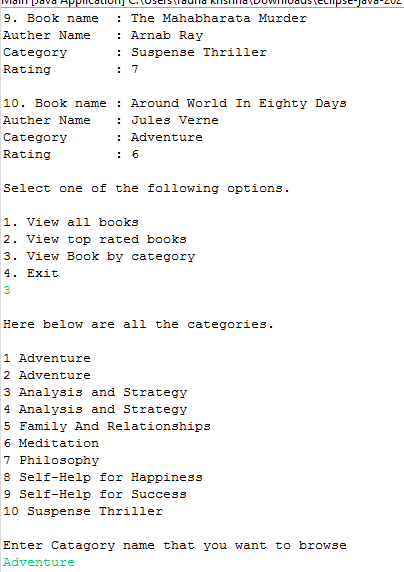 Main [Java Application] C:\Users\radha krishna\Downloads\eclipse-java-202
9. Book name : The Mahabharata Murder
Auther Name : Arnab Ray
Category : Suspense Thriller
Rating : 7
10. Book name : Around World In Eighty Days
Auther Name : Jules Verne
Category : Adventure
Rating : 6
Select one of the following options.
1. View all books
2. View top rated books
3. View Book by category
4. Exit
3
Here below are all the categories.
1 Adventure
2 Adventure
3 Analysis and Strategy
4 Analysis and Strategy
5 Family And Relationships
6 Meditation
7 Philosophy
8 Self-Help for Happiness
9 Self-Help for Success
10 Suspense Thriller
Enter Catagory name that you want to browse
Adventure